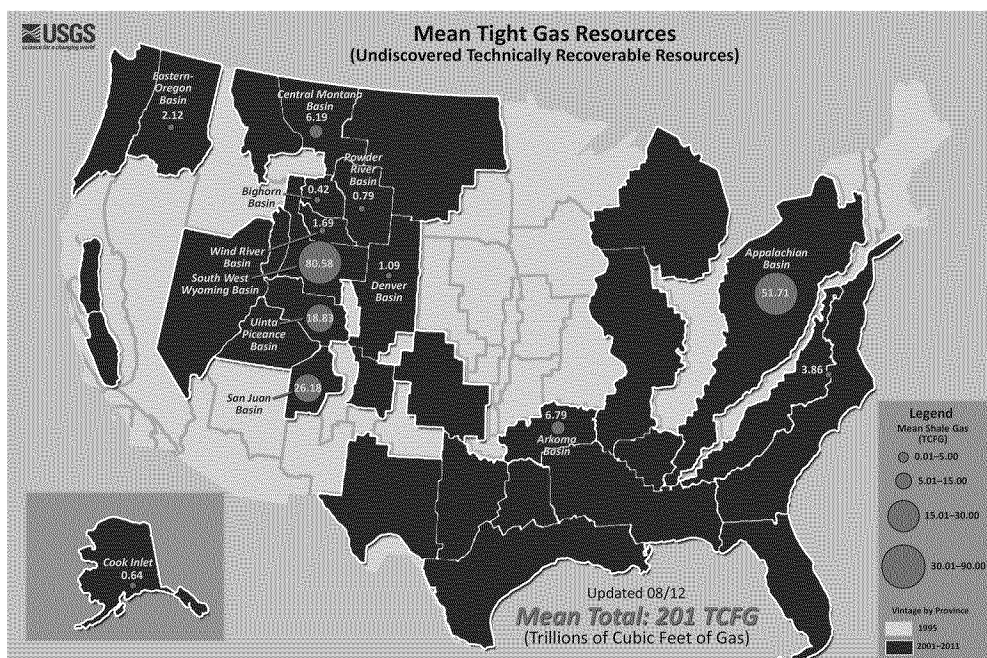 USGS
science for a changing world
Mean Tight Gas Resources
(Undiscovered Technically Recoverable Resources)
Eastern-
Oregon
Basin
2.12
Central Montana
Basin
6.19
Powder
River
Basin
0.79
Bighorn
Basin
0.42
1.69
Wind River
Basin
80.58
South West
Wyoming Basin
1.09
Denver
Basin
18.83
Uinta
Piceance
Basin
26.18
San Juan
Basin
Appalachian
Basin
51.71
3.86
6.79
Arkoma
Basin
Cook Inlet
0.64
Legend
Mean Shale Gas
(TCFG)
0.01–5.00
5.01–15.00
15.01–30.00
30.01–90.00
Vintage by Province
1995
2001–2011
Updated 08/12
Mean Total: 201 TCFG
(Trillions of Cubic Feet of Gas)